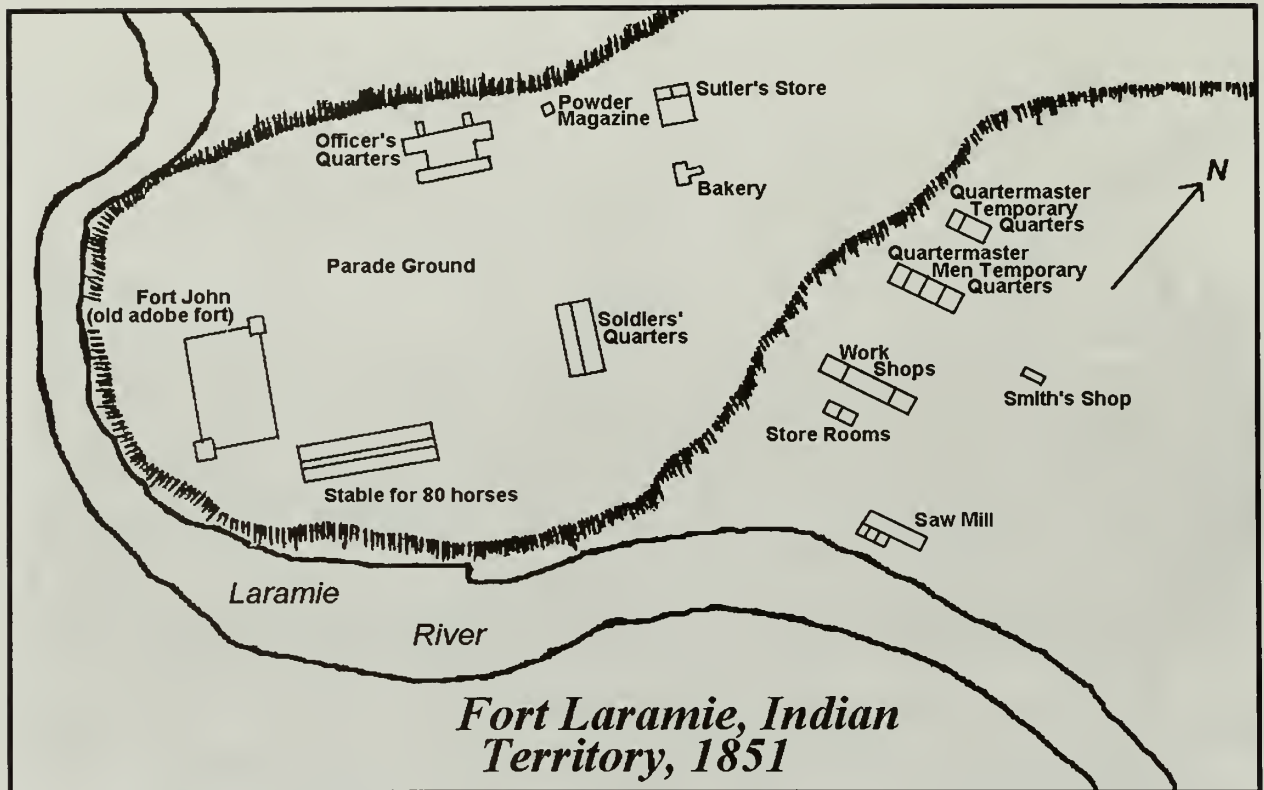 Sutler's Store
Powder
Magazine
Officer's
Quarters
Bakery
N
Quartermaster
Temporary
Quarters
Quartermaster
Men Temporary
Quarters
Parade Ground
Fort John
(old adobe fort)
Soldiers'
Quarters
Work
Shops
Smith's Shop
Store Rooms
Stable for 80 horses
Saw Mill
Laramie
River
Fort Laramie, Indian
Territory, 1851